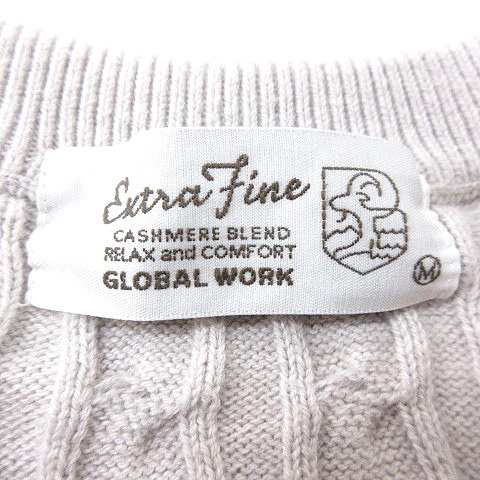 Extra Fine
CASHMERE BLEND
RELAX and COMFORT
GLOBAL WORK
M